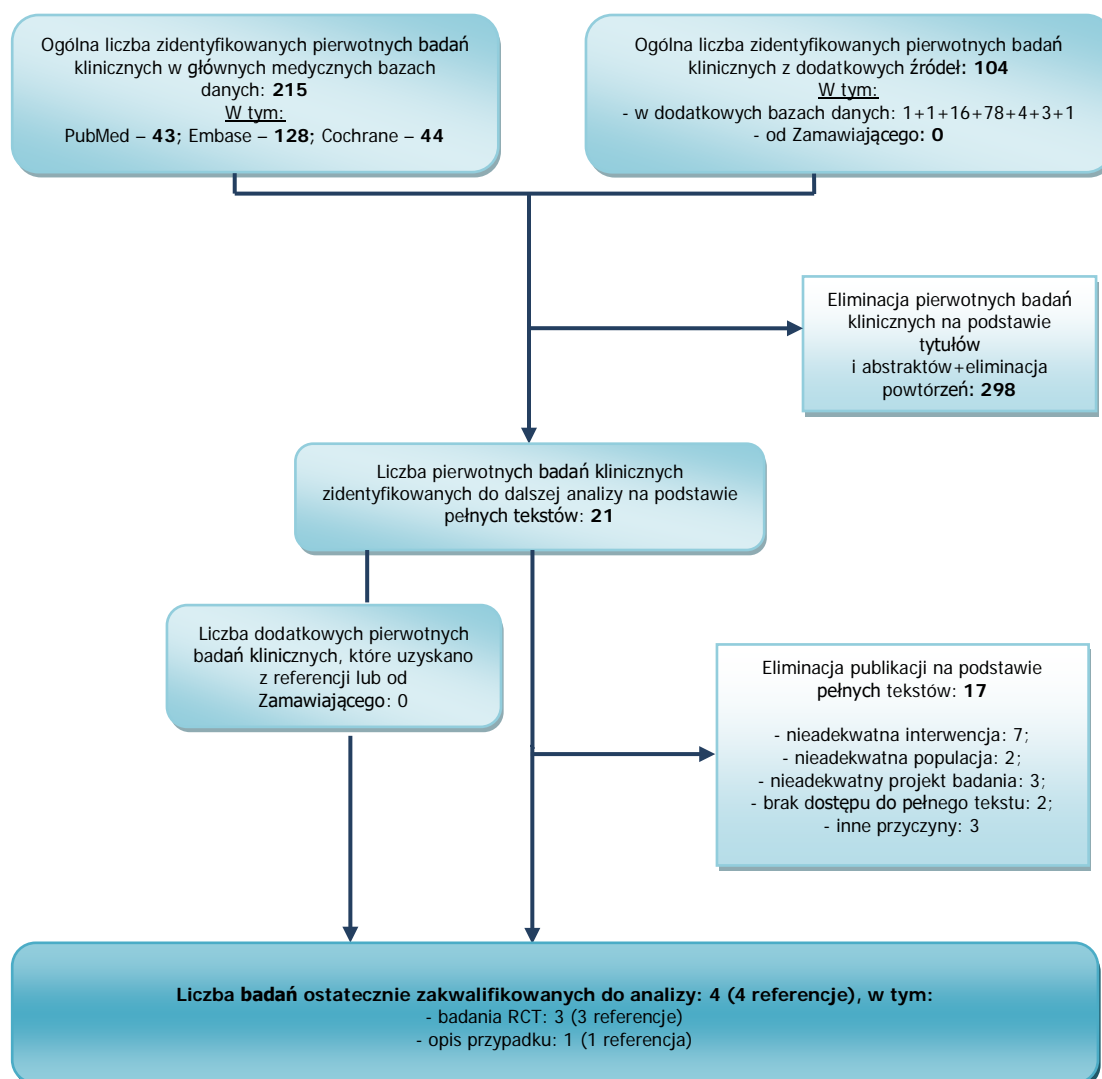 Ogólna liczba zidentyfikowanych pierwotnych badań
klinicznych w głównych medycznych bazach
danych: 215
W tym:
PubMed – 43; Embase – 128; Cochrane – 44
Ogólna liczba zidentyfikowanych pierwotnych badań
klinicznych z dodatkowych źródeł: 104
W tym:
- w dodatkowych bazach danych: 1+1+16+78+4+3+1
- od Zamawiającego: 0
Eliminacja pierwotnych badań
klinicznych na podstawie
tytułów
i abstraktów+eliminacja
powtórzeń: 298
Liczba pierwotnych badań klinicznych
zidentyfikowanych do dalszej analizy na podstawie
pełnych tekstów: 21
Liczba dodatkowych pierwotnych
badań klinicznych, które uzyskano
z referencji lub od
Zamawiającego: 0
Eliminacja publikacji na podstawie
pełnych tekstów: 17
- nieadekwatna interwencja: 7;
- nieadekwatna populacja: 2;
- nieadekwatny projekt badania: 3;
- brak dostępu do pełnego tekstu: 2;
- inne przyczyny: 3
Liczba badań ostatecznie zakwalifikowanych do analizy: 4 (4 referencje), w tym:
- badania RCT: 3 (3 referencje)
- opis przypadku: 1 (1 referencja)